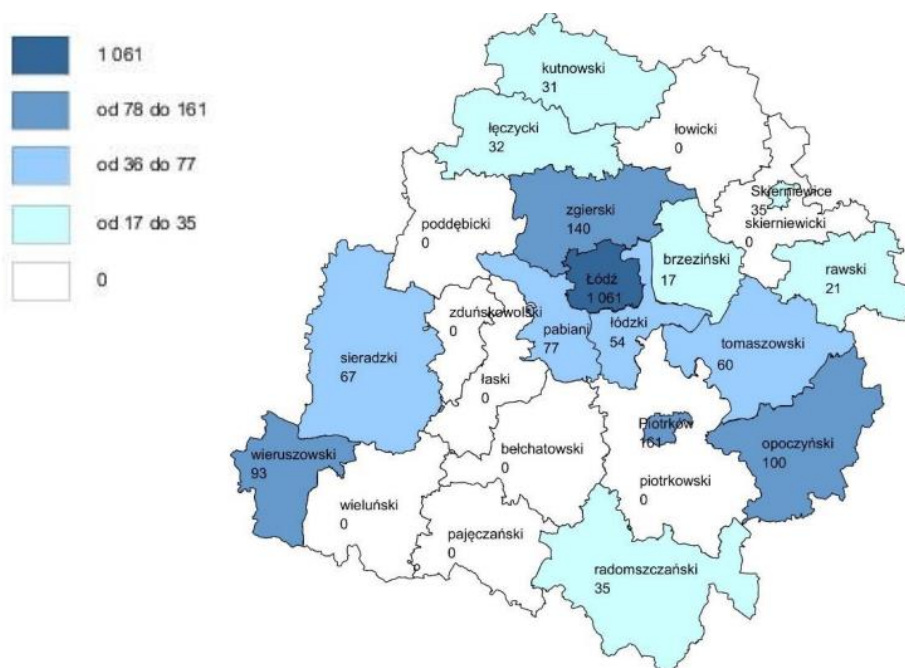 1 061
od 78 do 161
od 36 do 77
od 17 do 35
0
kutnowski
31
łęczycki
32
łowicki
0
Skierniewice
35
skierniewicki
0
zgierski
140
poddębicki
0
brzeziński
17
rawski
21
Łódź
1 061
zduńskowolski
0
pabiani
77
łódzki
54
tomaszowski
60
sieradzki
67
łaski
0
Piotrków
161
opoczyński
100
wieruszowski
93
bełchatowski
0
piotrkowski
0
wieluński
0
pajęczański
0
radomszczański
35